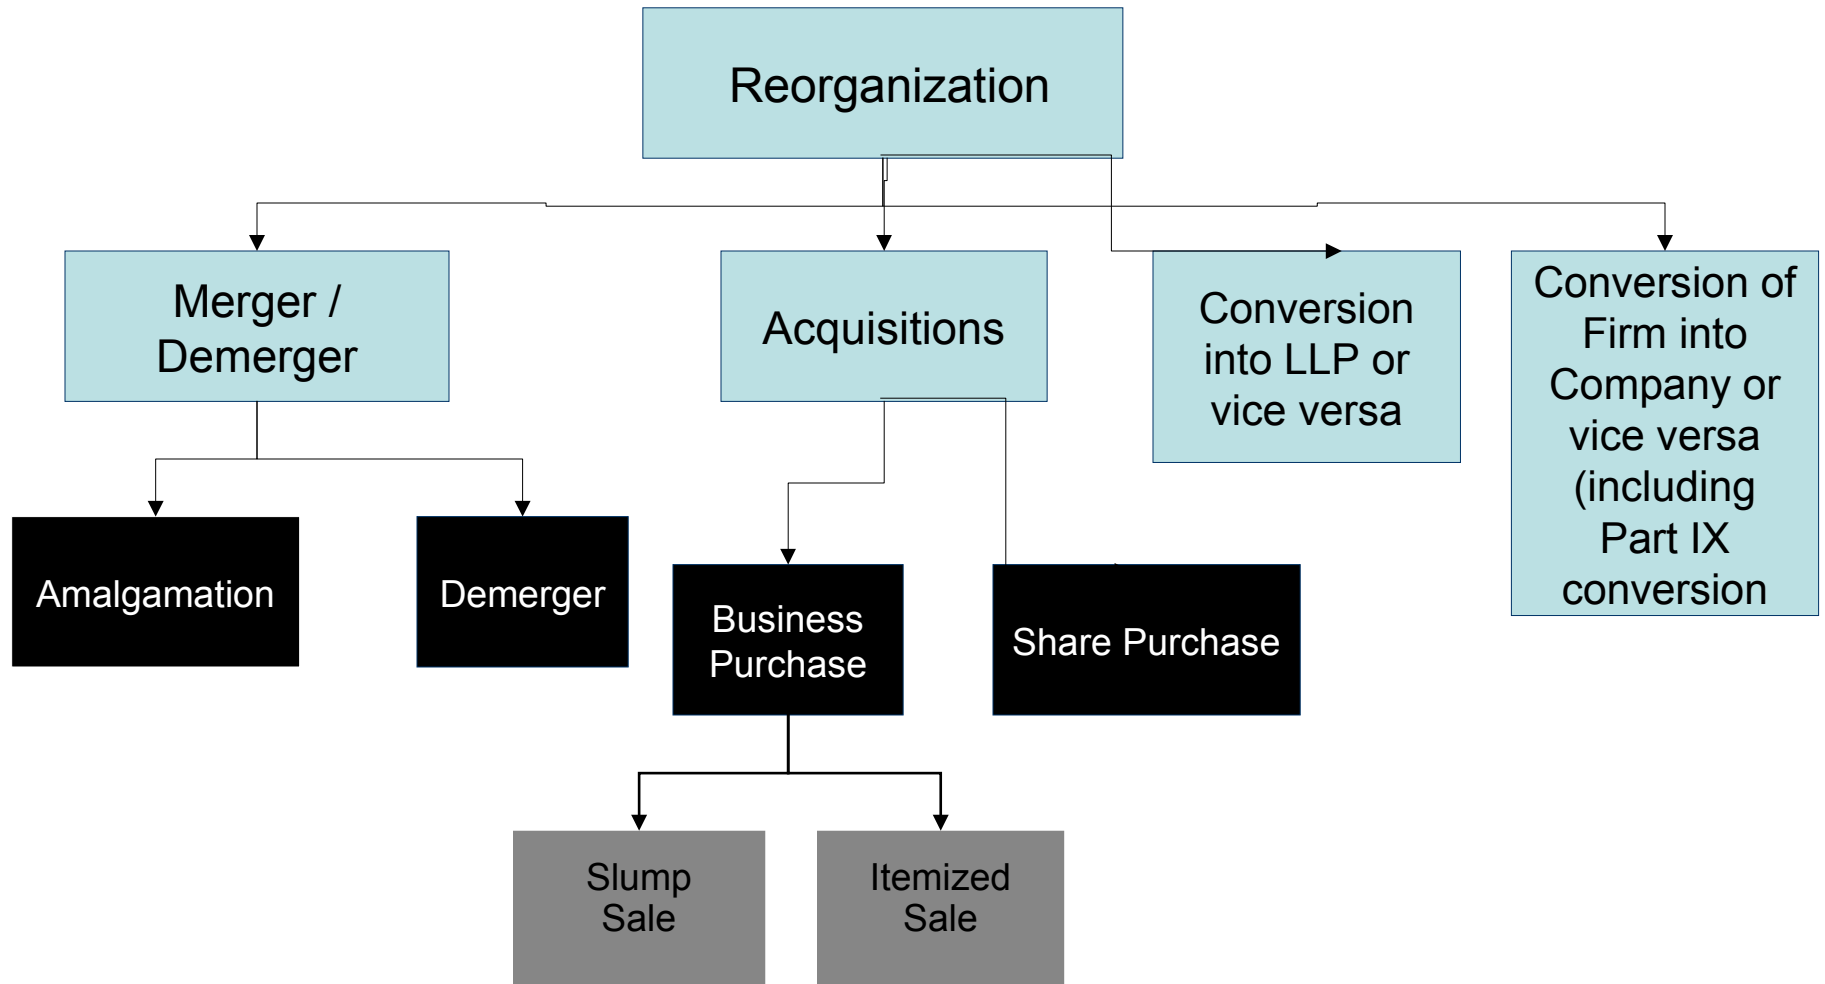 Reorganization
Merger /
Demerger
Acquisitions
Conversion
into LLP or
vice versa
Conversion of
Firm into
Company or
vice versa
(including
Part IX
conversion
Amalgamation
Demerger
Business
Purchase
Share Purchase
Slump
Sale
Itemized
Sale